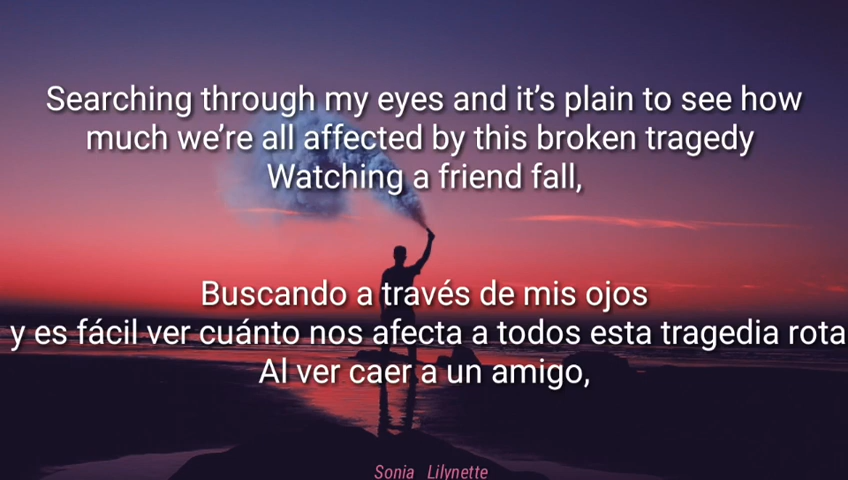 Searching through my eyes and it’s plain to see how
much we’re all affected by this broken tragedy
Watching a friend fall,
Buscando a través de mis ojos
y es fácil ver cuánto nos afecta a todos esta tragedia rota
Al ver caer a un amigo,
Sonia Lilynette